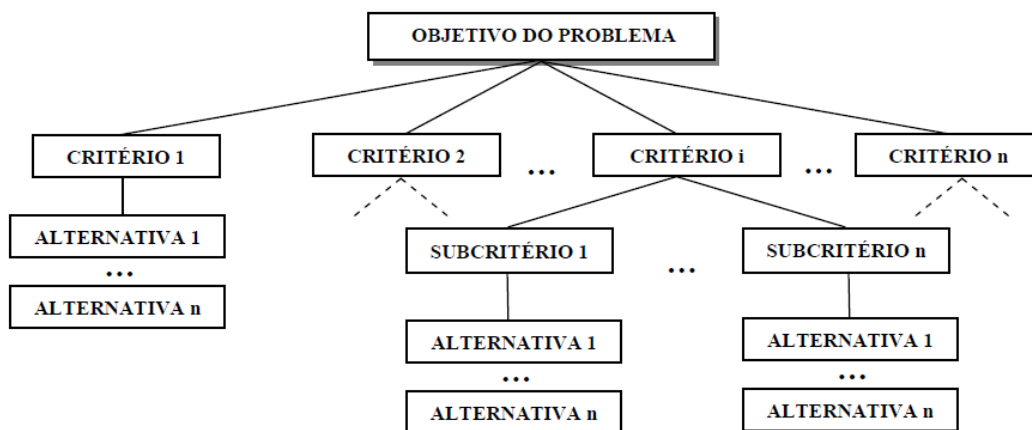 OBJETIVO DO PROBLEMA
CRITÉRIO 1
CRITÉRIO 2
...
CRITÉRIO i
...
CRITÉRIO n
ALTERNATIVA 1
...
ALTERNATIVA n
SUBCRITÉRIO 1
...
SUBCRITÉRIO n
ALTERNATIVA 1
...
ALTERNATIVA n
ALTERNATIVA 1
...
ALTERNATIVA n